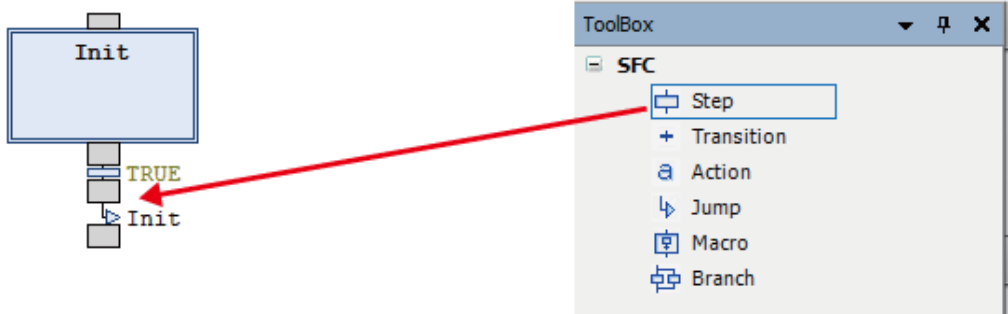 Init
TRUE
Init
ToolBox
SFC
Step
Transition
Action
Jump
Macro
Branch